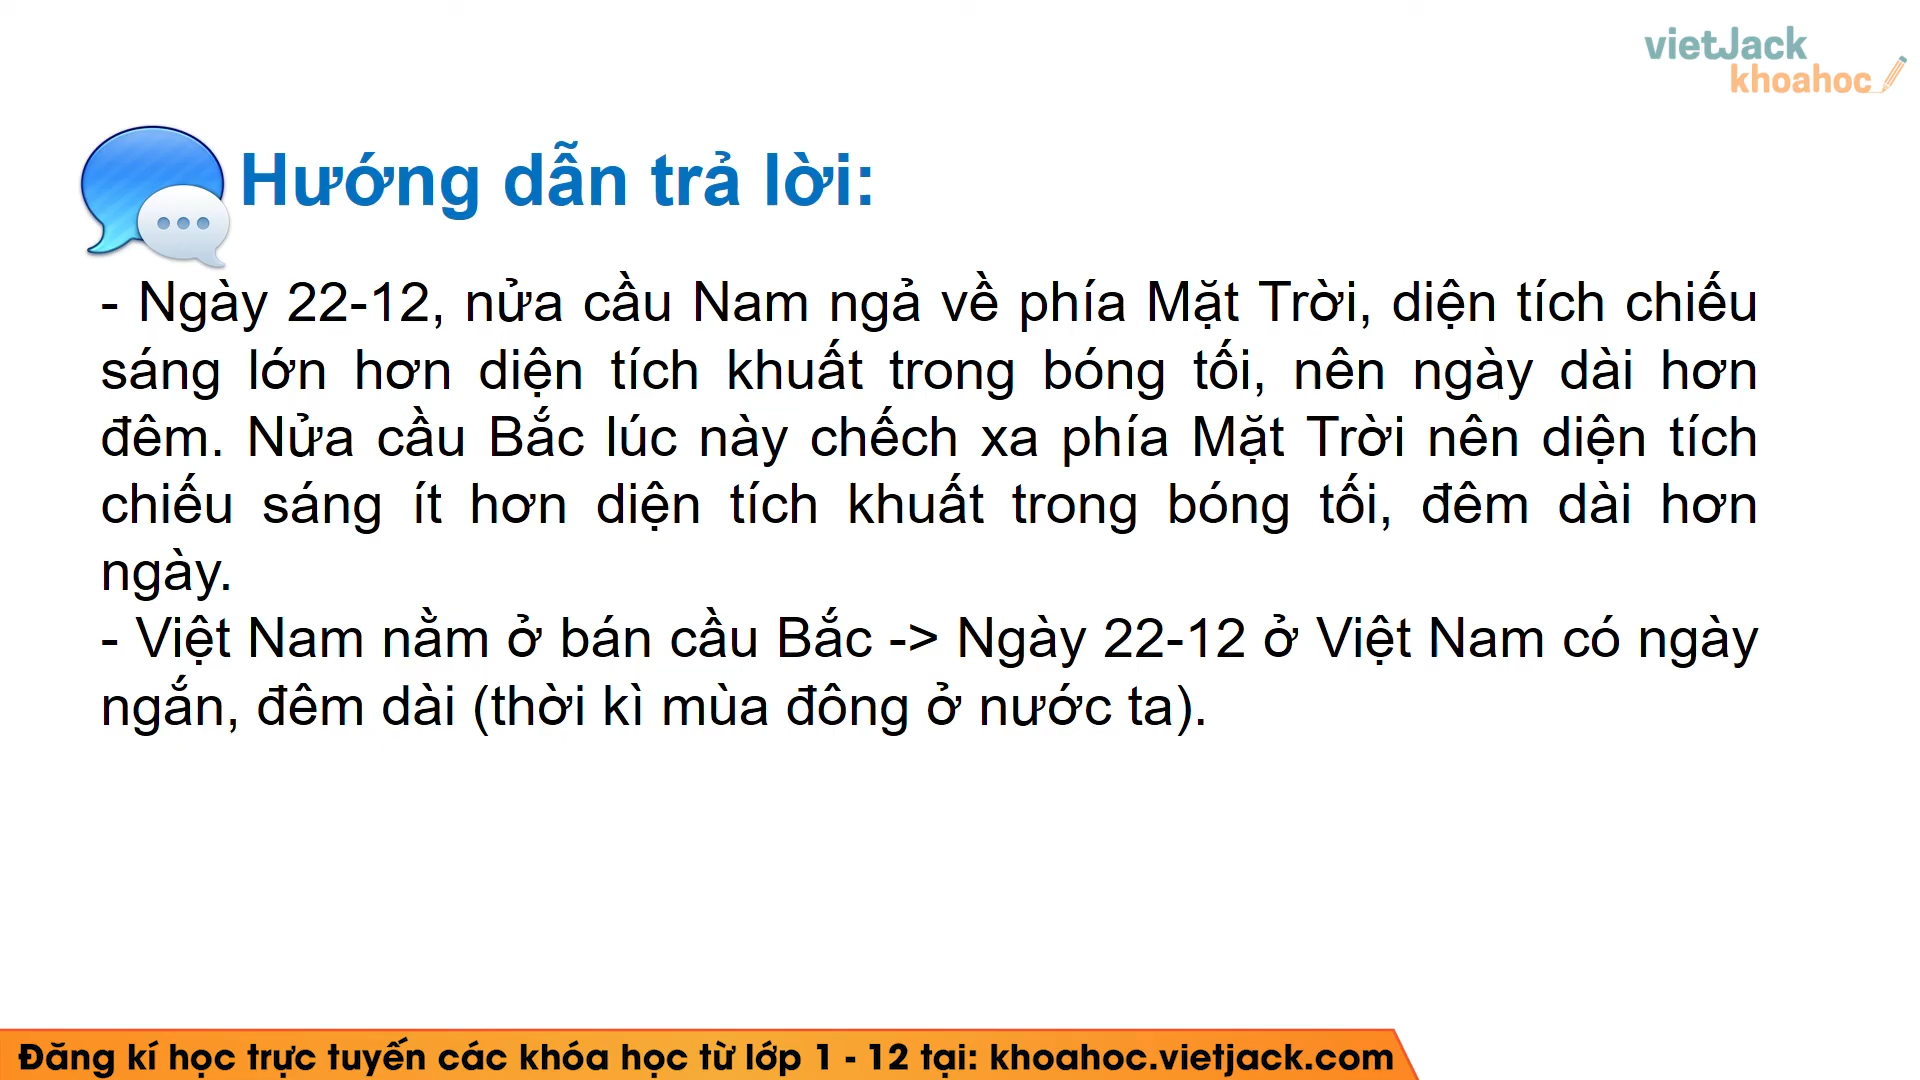 vietJack
khoahoc
Hướng dẫn trả lời:
- Ngày 22-12, nửa cầu Nam ngả về phía Mặt Trời, diện tích chiếu
sáng lớn hơn diện tích khuất trong bóng tối, nên ngày dài hơn
đêm. Nửa cầu Bắc lúc này chếch xa phía Mặt Trời nên diện tích
chiếu sáng ít hơn diện tích khuất trong bóng tối, đêm dài hơn
ngày.
- Việt Nam nằm ở bán cầu Bắc -> Ngày 22-12 ở Việt Nam có ngày
ngắn, đêm dài (thời kì mùa đông ở nước ta).
Đăng kí học trực tuyến các khóa học từ lớp 1 - 12 tại: khoahoc.vietjack.com